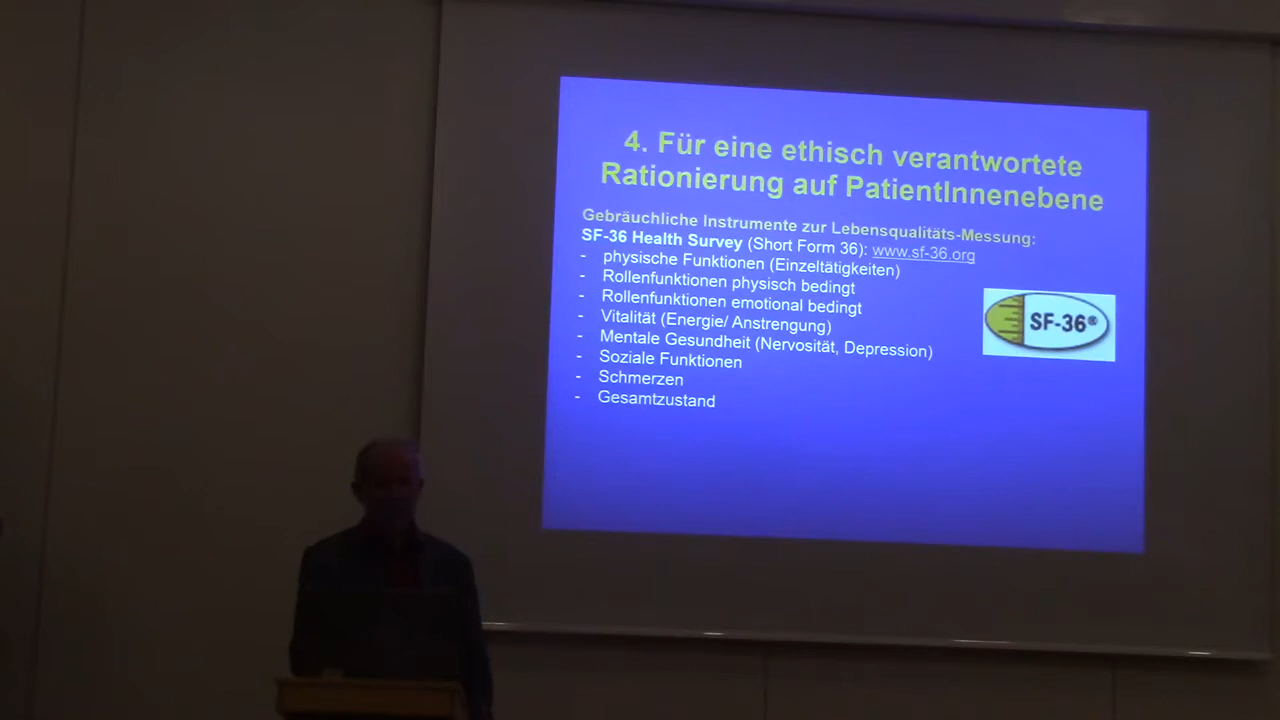 4. Für eine ethisch verantwortete
Rationierung auf PatientInnenebene
Gebräuchliche Instrumente zur Lebensqualitäts-Messung:
SF-36 Health Survey (Short Form 36): www.sf-36.org
- physische Funktionen (Einzeltätigkeiten)
- Rollenfunktionen physisch bedingt
- Rollenfunktionen emotional bedingt
- Vitalität (Energie/ Anstrengung)
- Mentale Gesundheit (Nervosität, Depression)
- Soziale Funktionen
- Schmerzen
- Gesamtzustand
SF-36®